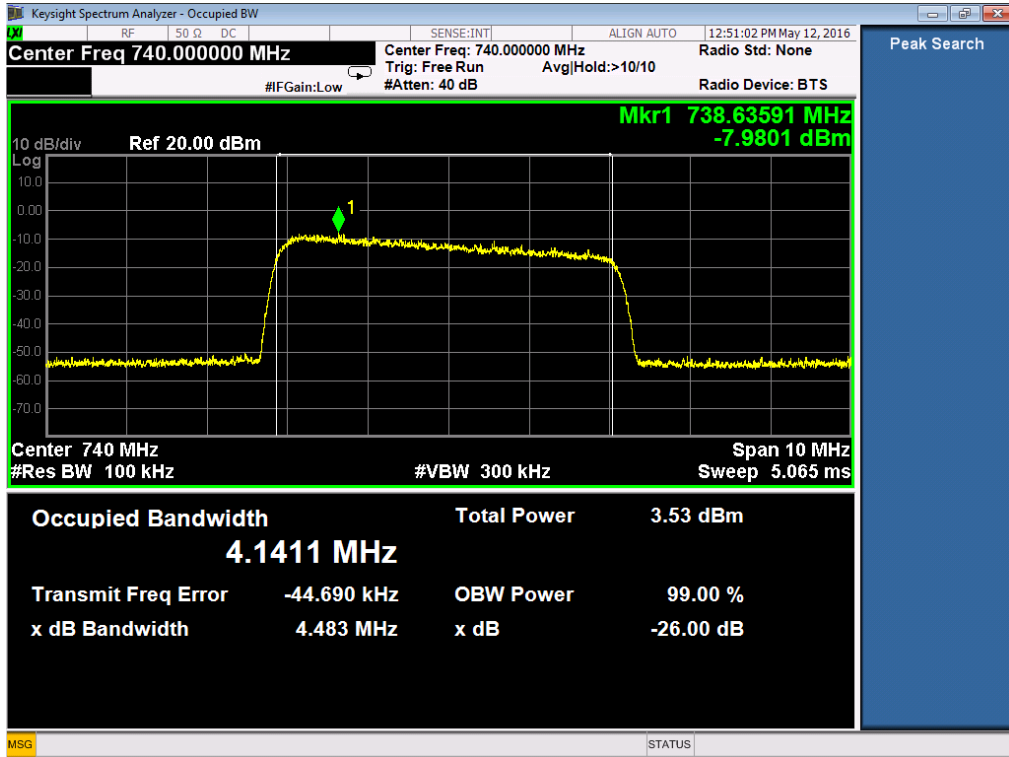 Keysight Spectrum Analyzer - Occupied BW
LXI RF 50 Ω DC SENSE:INT ALIGN AUTO 12:51:02 PM May 12, 2016
Center Freq 740.000000 MHz
Center Freq: 740.000000 MHz Radio Std: None
Trig: Free Run Avg|Hold:>10/10
#IFGain:Low #Atten: 40 dB Radio Device: BTS
Peak Search
Mkr1 738.63591 MHz
-7.9801 dBm
10 dB/div Ref 20.00 dBm
Log
10.0
0.00
1
-10.0
-20.0
-30.0
-40.0
-50.0
-60.0
-70.0
Center 740 MHz Span 10 MHz
#Res BW 100 kHz #VBW 300 kHz Sweep 5.065 ms
Occupied Bandwidth Total Power 3.53 dBm
4.1411 MHz
Transmit Freq Error -44.690 kHz OBW Power 99.00 %
x dB Bandwidth 4.483 MHz x dB -26.00 dB
MSG STATUS